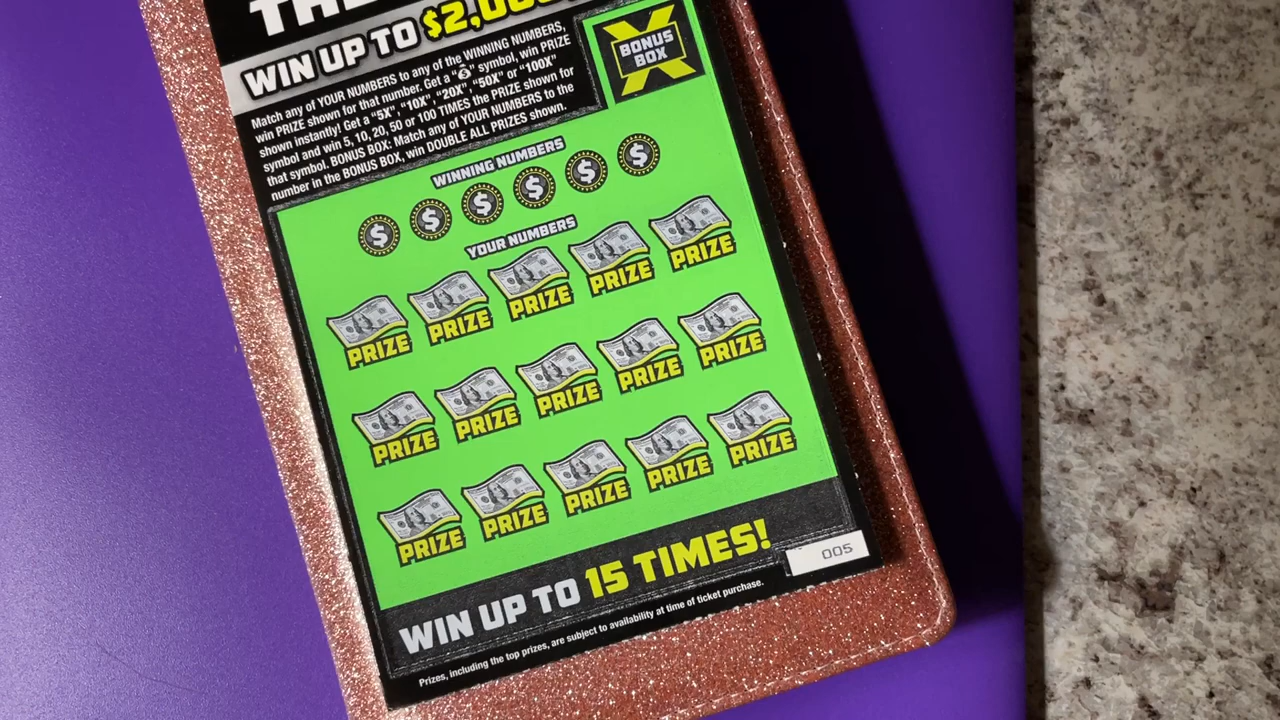 WIN UP TO $2,000,
Match any of YOUR NUMBERS to any of the WINNING NUMBERS,
win PRIZE shown for that number. Get a "💰" symbol, win PRIZE
shown instantly! Get a "5X", "10X", "20X", "50X" or "100X"
symbol and win 5, 10, 20, 50 or 100 TIMES the PRIZE shown for
that symbol. BONUS BOX: Match any of YOUR NUMBERS to the
number in the BONUS BOX, win DOUBLE ALL PRIZES shown.
BONUS
BOX
WINNING NUMBERS
$ $ $ $ $ $
YOUR NUMBERS
PRIZE PRIZE PRIZE PRIZE PRIZE
PRIZE PRIZE PRIZE PRIZE PRIZE
PRIZE PRIZE PRIZE PRIZE PRIZE
WIN UP TO 15 TIMES!
005
Prizes, including the top prizes, are subject to availability at time of ticket purchase.